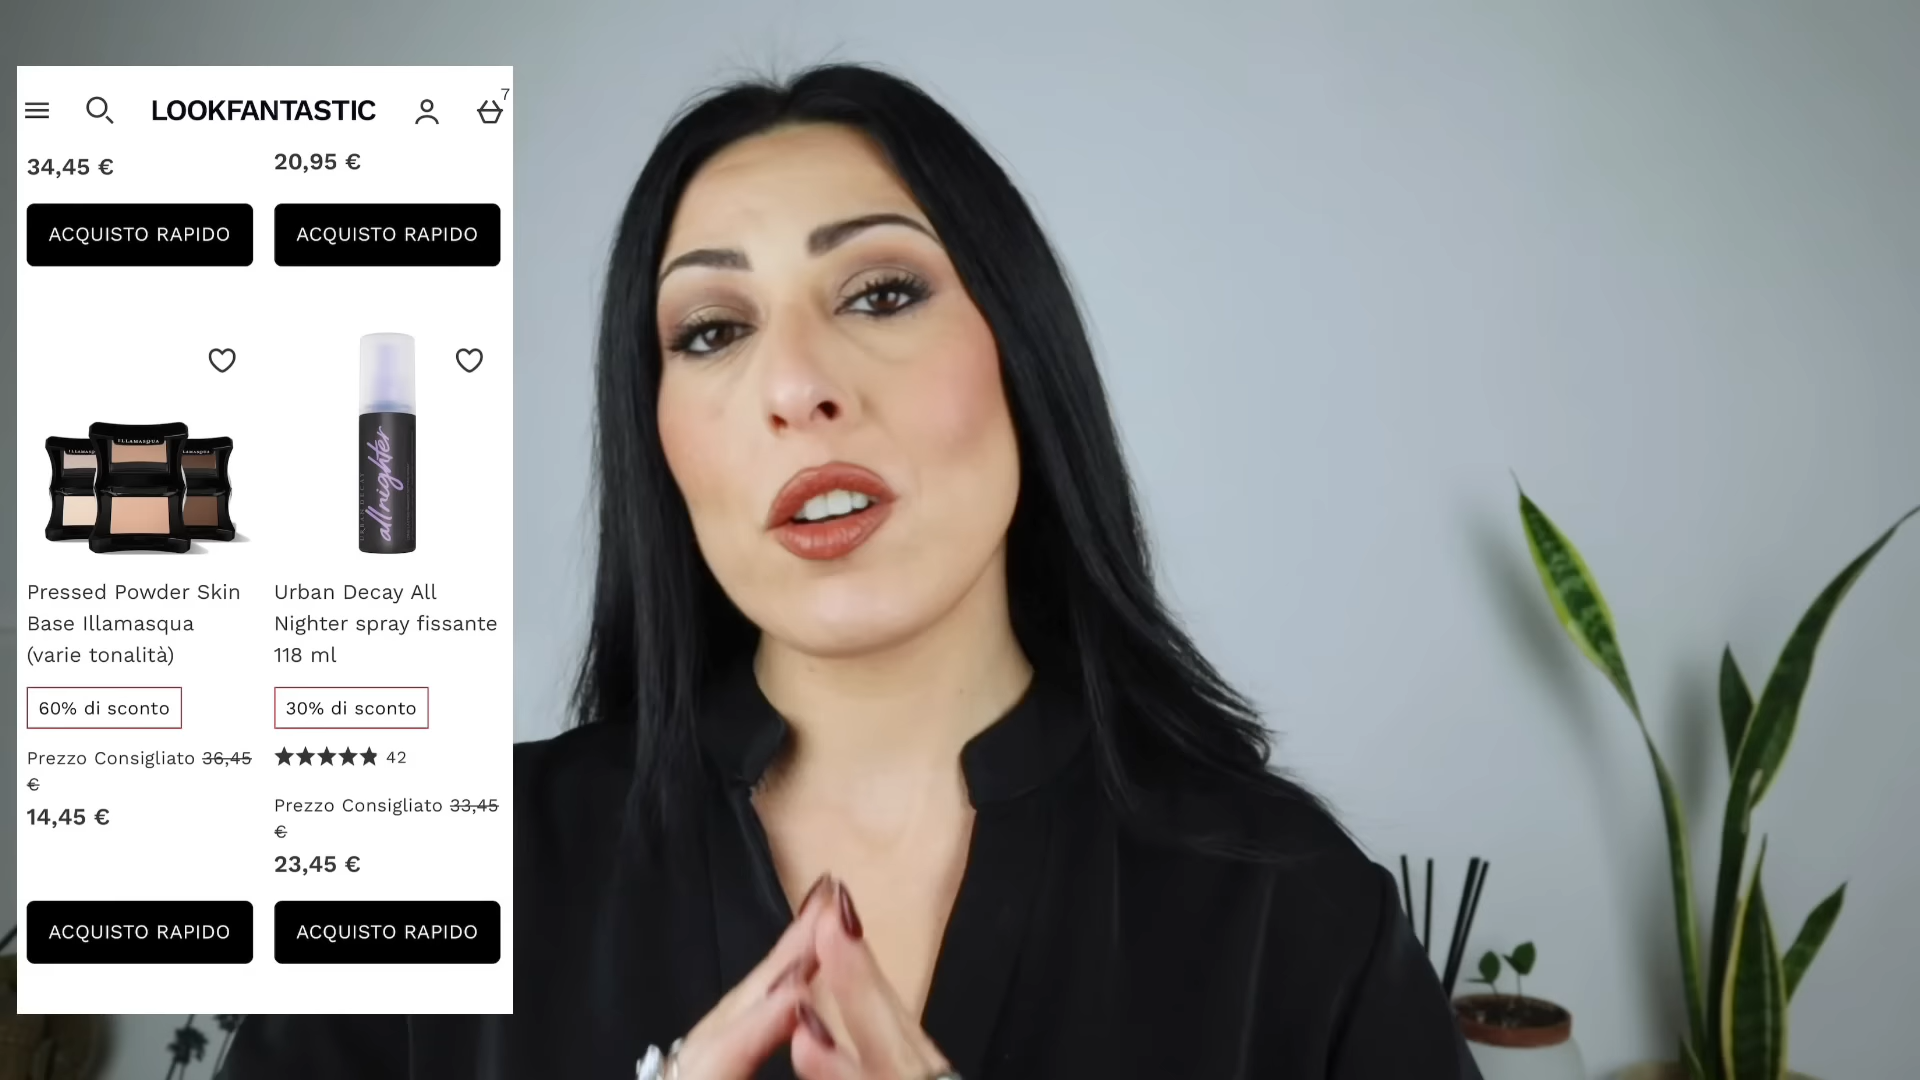 LOOKFANTASTIC
7
34,45 €
20,95 €
ACQUISTO RAPIDO
ACQUISTO RAPIDO
ILLAMASQUA
allnighter
Pressed Powder Skin
Base Illamasqua
(varie tonalità)
60% di sconto
Prezzo Consigliato 36,45
€
14,45 €
ACQUISTO RAPIDO
Urban Decay All
Nighter spray fissante
118 ml
30% di sconto
42
Prezzo Consigliato 33,45
€
23,45 €
ACQUISTO RAPIDO